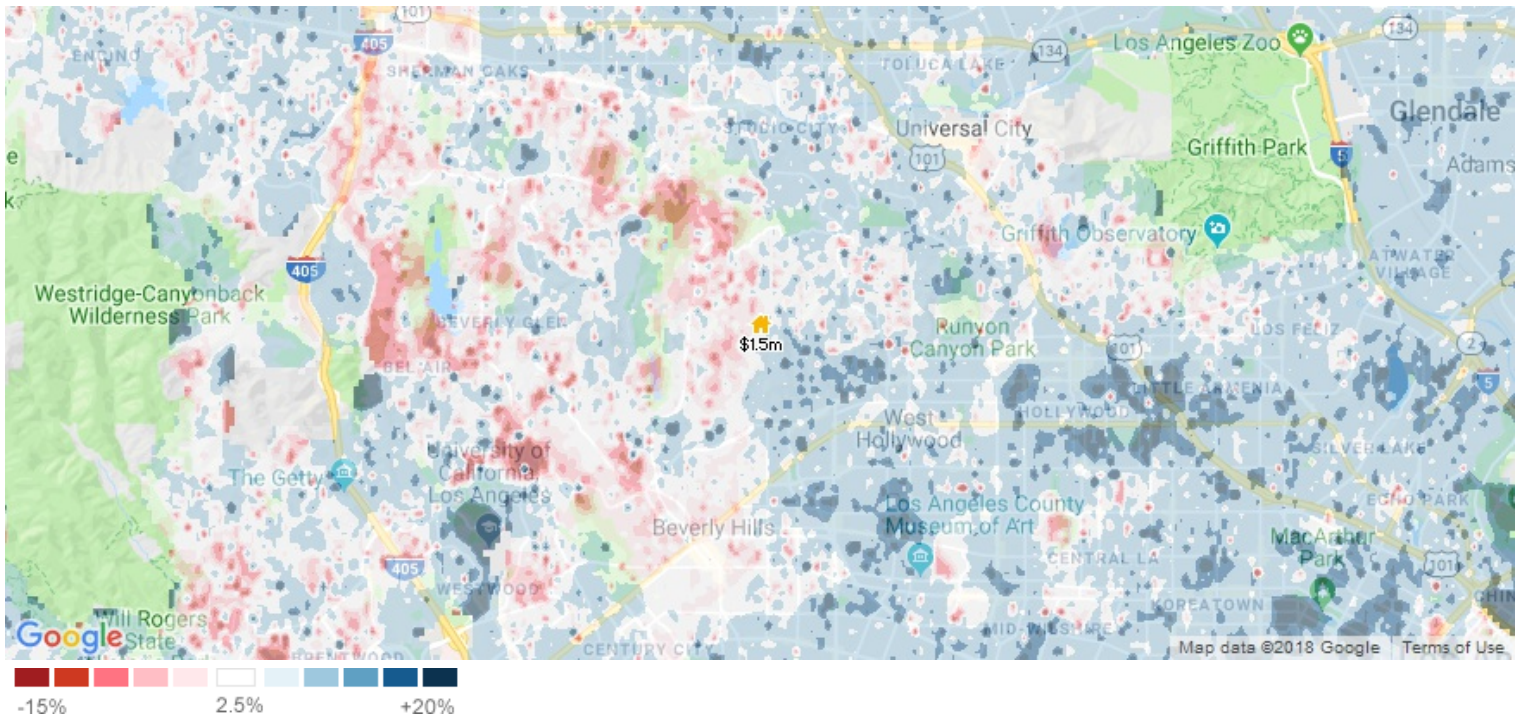 101
405
ENCINO
SHERMAN OAKS
134
TOLUCA LAKE
Los Angeles Zoo
134
Glendale
STUDIO CITY
Universal City
101
Griffith Park
5
Adams
e
k
405
Westridge-Canyonback
Wilderness Park
Griffith Observatory
ATWATER
VILLAGE
BEVERLY GLEN
$1.5m
Runyon
Canyon Park
LOS FELIZ
101
2
5
BEL AIR
LITTLE ARMENIA
HOLLYWOOD
West
Hollywood
SILVER LAKE
The Getty
University of
California,
Los Angeles
Los Angeles County
Museum of Art
ECHO PARK
Beverly Hills
MacArthur
Park
CENTRAL LA
101
405
WESTWOOD
KOREATOWN
CHIN
Will Rogers
State
Google
MID-WILSHIRE
BRENTWOOD
CENTURY CITY
Map data ©2018 Google
Terms of Use
-15%
2.5%
+20%